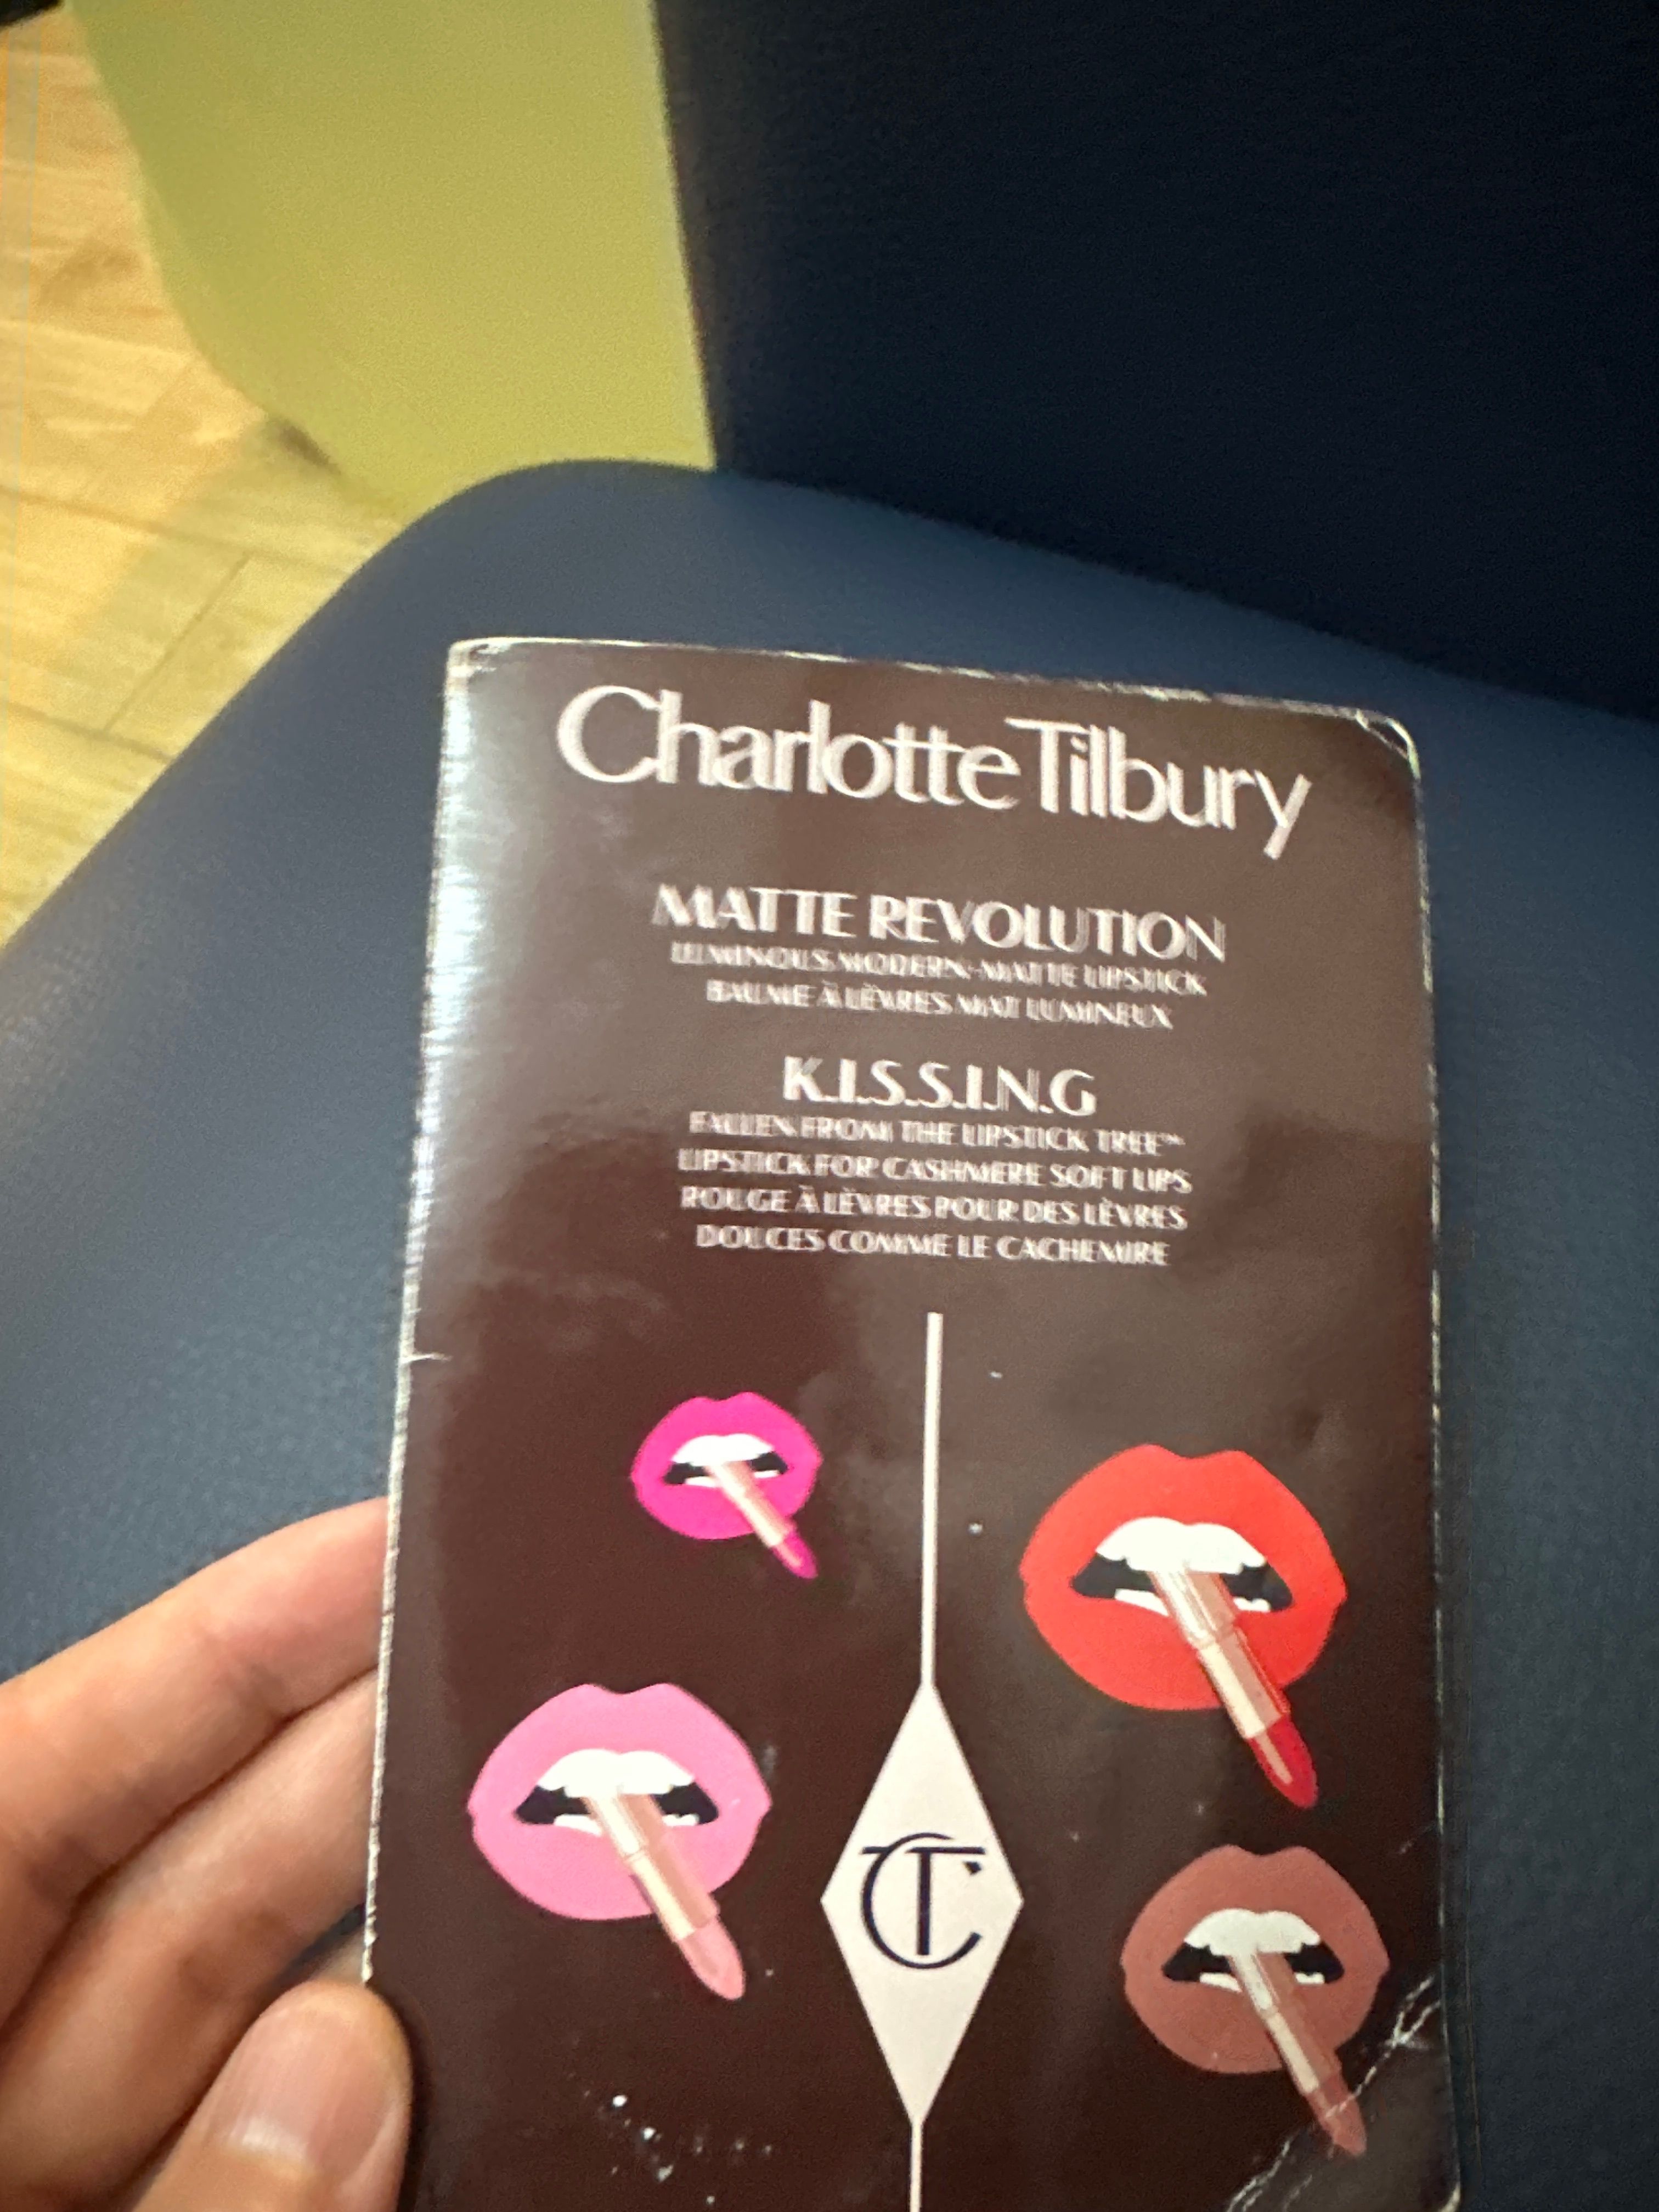 Charlotte Tilbury
MATTE REVOLUTION
LUMINOUS MODERN-MATTE LIPSTICK
BAUME À LÈVRES MAT LUMINEUX
K.I.S.S.I.N.G
FALLEN FROM THE LIPSTICK TREE™
LIPSTICK FOR CASHMERE SOFT LIPS
ROUGE À LÈVRES POUR DES LÈVRES
DOUCES COMME LE CACHEMIRE
CT